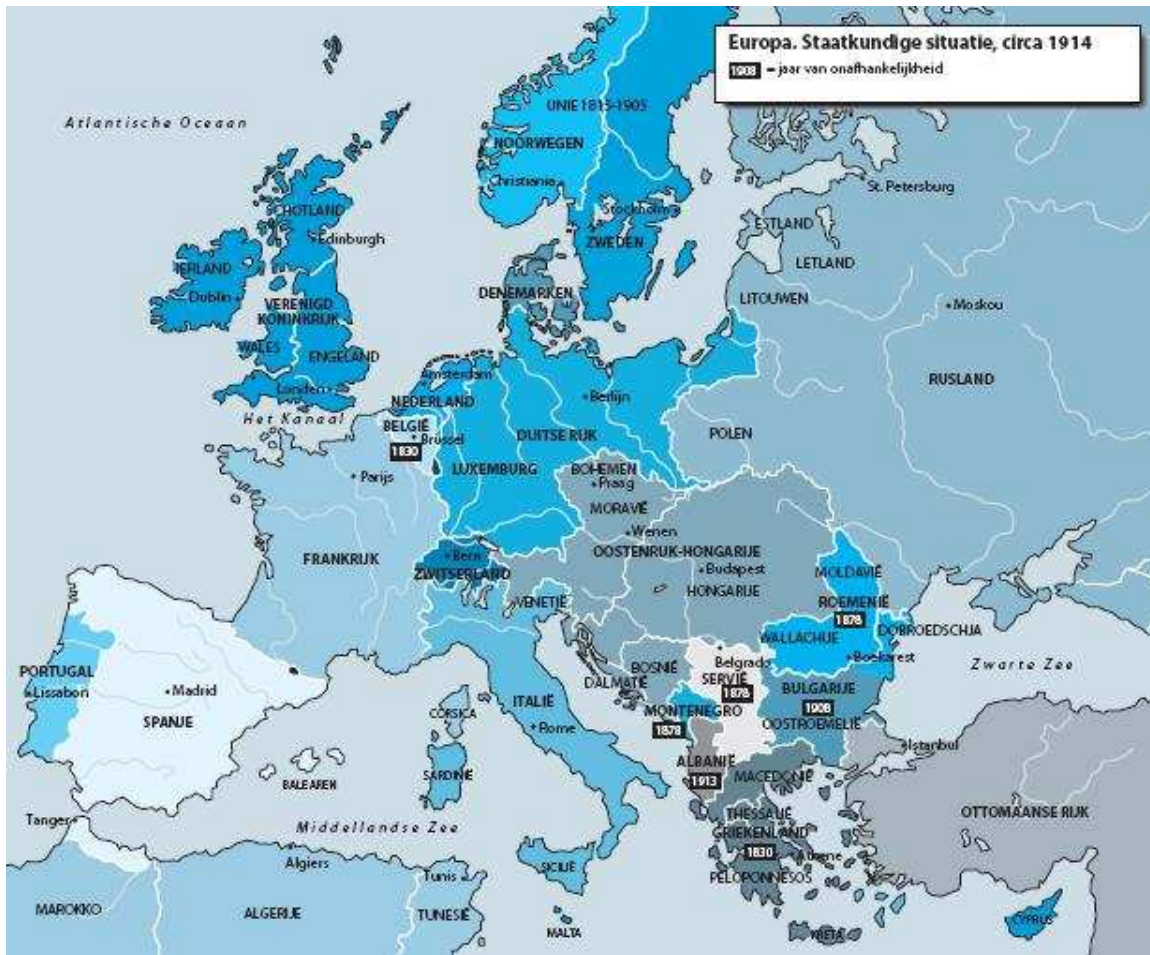 Europa. Staatkundige situatie, circa 1914
1908 = jaar van onafhankelijkheid
Atlantische Oceaan
UNIE 1815-1905
NOORWEGEN
Christiania
Stockholm
ZWEDEN
St. Petersburg
ESTLAND
LETLAND
LITOUWEN
Moskou
RUSLAND
SCHOTLAND
Edinburgh
IERLAND
Dublin
VERENIGD
KONINKRIJK
WALES
ENGELAND
Londen
Het Kanaal
DENEMARKEN
Amsterdam
NEDERLAND
BELGIË
Brussel
1830
Berlijn
DUITSE RIJK
LUXEMBURG
POLEN
Parijs
FRANKRIJK
BOHEMEN
Praag
MORAVIË
Wenen
OOSTENRIJK-HONGARIJE
Budapest
HONGARIJE
Bern
ZWITSERLAND
VENETIË
MOLDAVIË
ROEMENIË
1878
WALLACHIJE
DOBROEDSCHJA
Boekarest
Zwarte Zee
PORTUGAL
Lissabon
Madrid
SPANJE
BALEAREN
CORSICA
SARDINIË
ITALIË
Rome
BOSNIË
DALMATIË
Belgrado
SERVIË
1878
MONTENEGRO
1878
BULGARIJE
1908
OOSTROEMELIË
Istanbul
ALBANIË
1913
MACEDONIË
THESSALIË
GRIEKENLAND
1830
Athene
PELOPONNESOS
OTTOMAANSE RIJK
Tanger
Middellandse Zee
Algiers
Tunis
SICILIË
MAROKKO
ALGERIJE
TUNESIË
MALTA
KRETA
CYPRUS